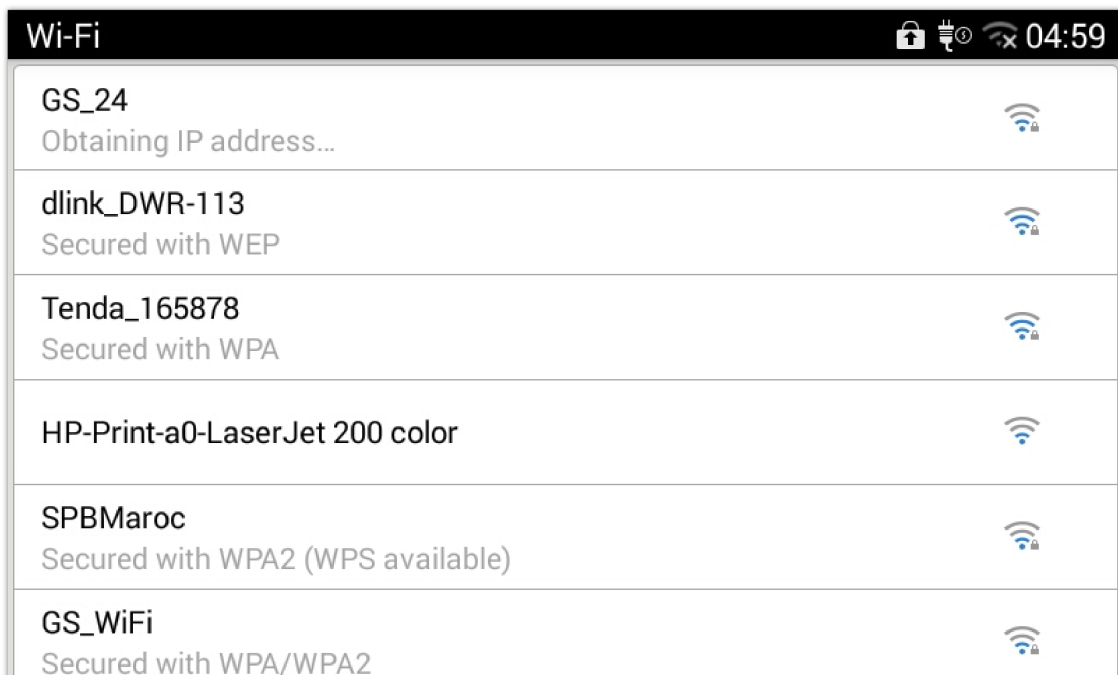 Wi-Fi 04:59
GS_24
Obtaining IP address...
dlink_DWR-113
Secured with WEP
Tenda_165878
Secured with WPA
HP-Print-a0-LaserJet 200 color
SPBMaroc
Secured with WPA2 (WPS available)
GS_WiFi
Secured with WPA/WPA2